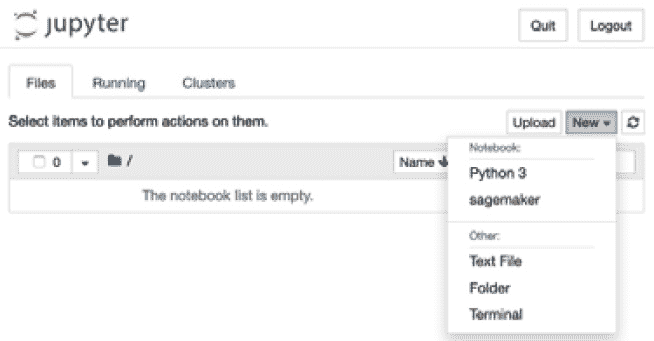 jupyter
Quit Logout
Files Running Clusters
Select items to perform actions on them.
Upload New
0 / Name
The notebook list is empty.
Notebook:
Python 3
sagemaker
Other:
Text File
Folder
Terminal